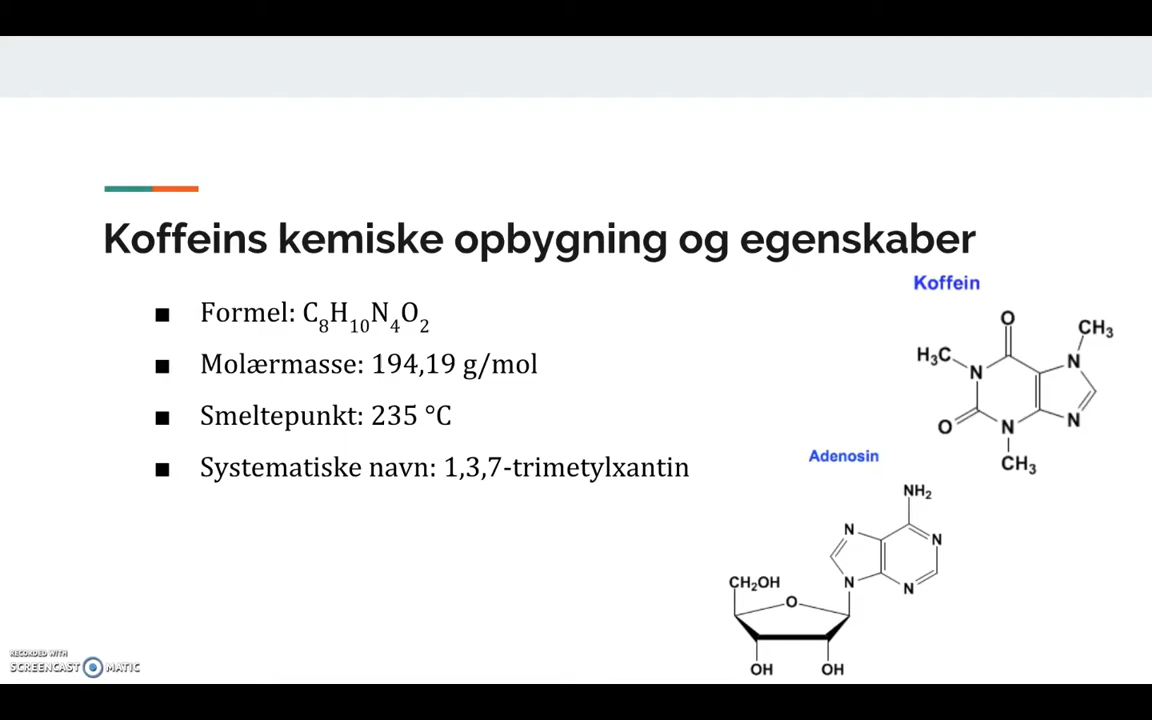 Koffeins kemiske opbygning og egenskaber
Koffein
■ Formel: C₈H₁₀N₄O₂
■ Molærmasse: 194,19 g/mol
■ Smeltepunkt: 235 °C
■ Systematiske navn: 1,3,7-trimetylxantin
O
CH₃
H₃C
N
N
O
N
N
CH₃
Adenosin
NH₂
N
N
N
N
CH₂OH
O
OH
OH
RECORDED WITH
SCREENCAST MATIC